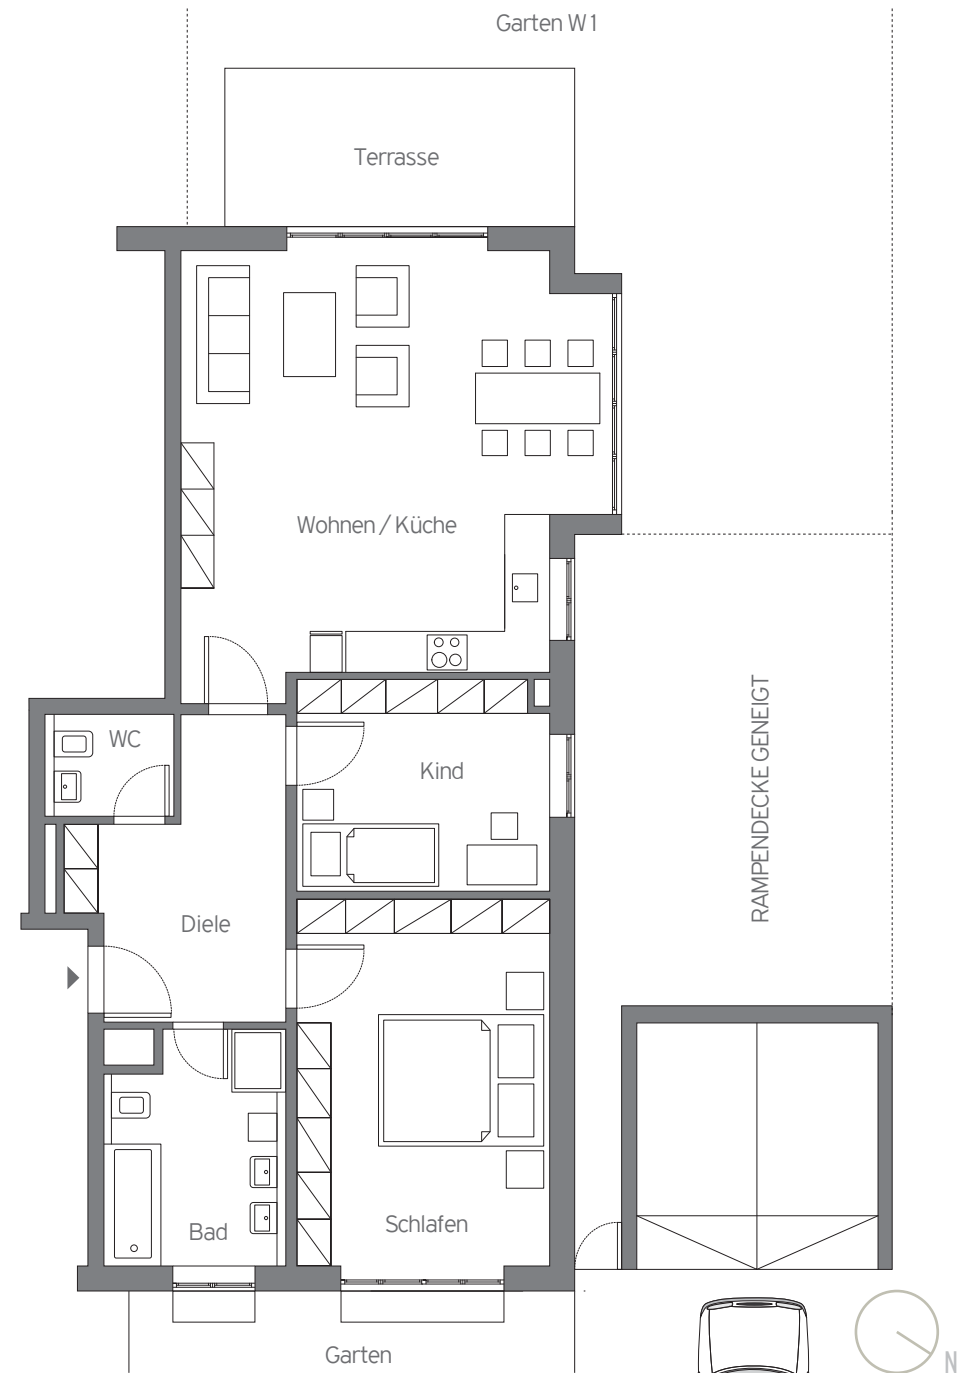 Garten W1
Terrasse
Wohnen / Küche
WC
Kind
RAMPENDECKE GENEIGT
Diele
Bad
Schlafen
Garten
N